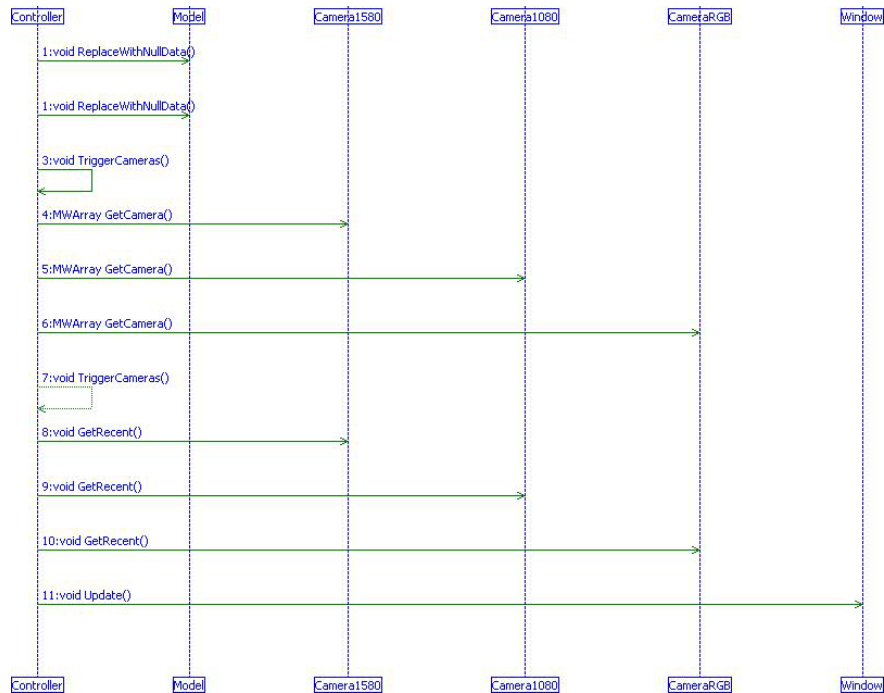 Controller Model Camera1580 Camera1080 CameraRGB Window
1:void ReplaceWithNullData()
1:void ReplaceWithNullData()
3:void TriggerCameras()
4:MWArray GetCamera()
5:MWArray GetCamera()
6:MWArray GetCamera()
7:void TriggerCameras()
8:void GetRecent()
9:void GetRecent()
10:void GetRecent()
11:void Update()
Controller Model Camera1580 Camera1080 CameraRGB Window